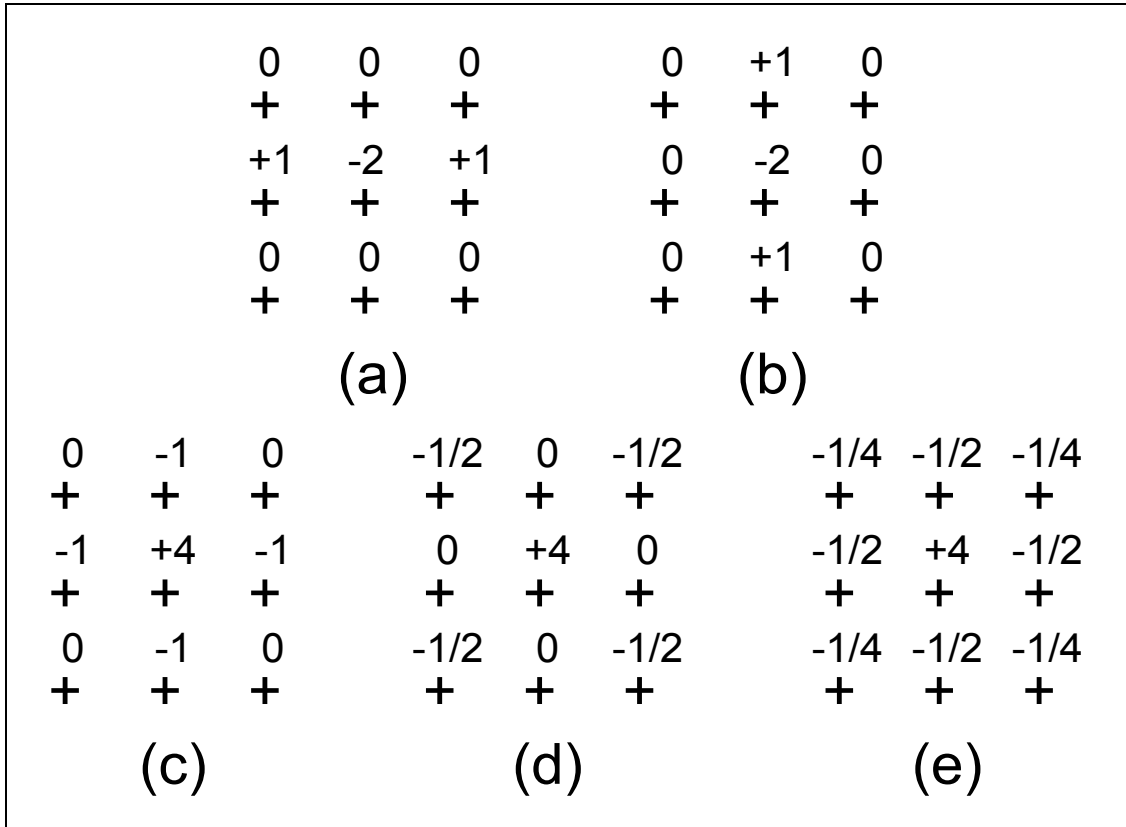 0 0 0 0 +1 0
+ + + + + +
+1 -2 +1 0 -2 0
+ + + + + +
0 0 0 0 +1 0
+ + + + + +
(a) (b)
0 -1 0 -1/2 0 -1/2 -1/4 -1/2 -1/4
+ + + + + + + + +
-1 +4 -1 0 +4 0 -1/2 +4 -1/2
+ + + + + + + + +
0 -1 0 -1/2 0 -1/2 -1/4 -1/2 -1/4
+ + + + + + + + +
(c) (d) (e)